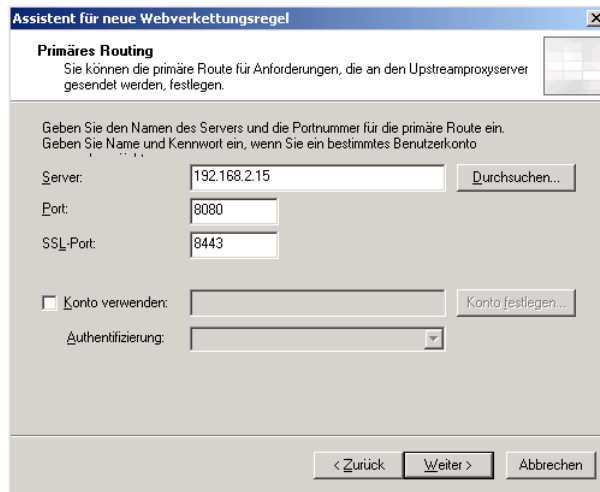 Assistent für neue Webverkettungsregel
Primäres Routing
Sie können die primäre Route für Anforderungen, die an den Upstreamproxyserver
gesendet werden, festlegen.
Geben Sie den Namen des Servers und die Portnummer für die primäre Route ein.
Geben Sie Name und Kennwort ein, wenn Sie ein bestimmtes Benutzerkonto
Server: 192.168.2.15 Durchsuchen...
Port: 8080
SSL-Port: 8443
Konto verwenden: Konto festlegen...
Authentifizierung:
< Zurück Weiter > Abbrechen